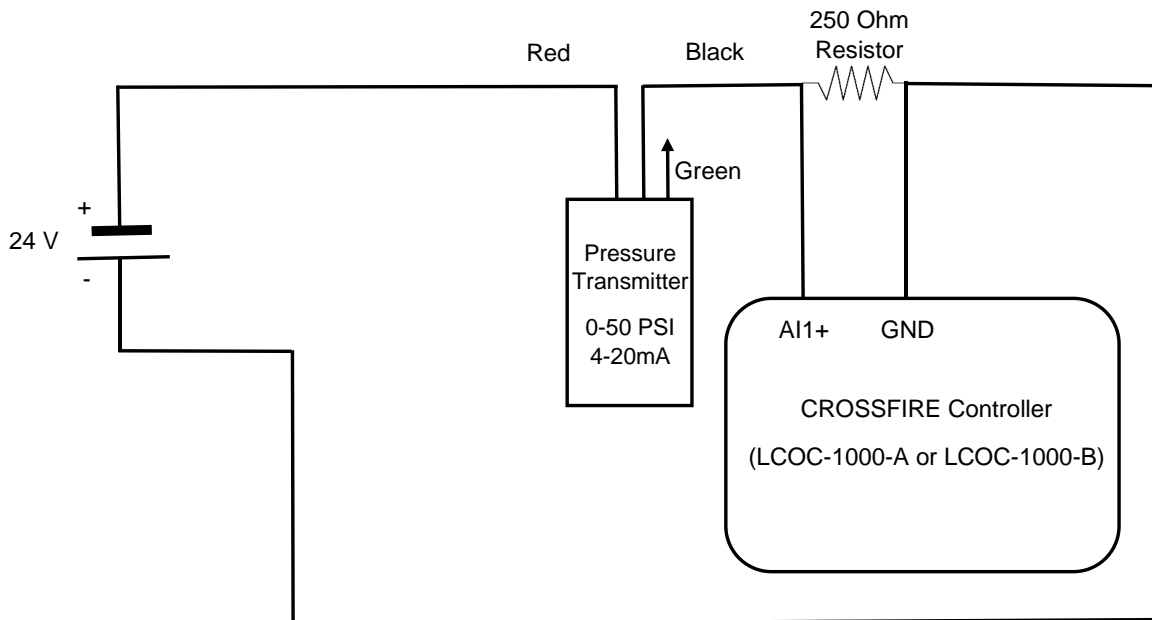 250 Ohm
Resistor
Red
Black
Green
+
24 V
-
Pressure
Transmitter
0-50 PSI
4-20mA
AI1+
GND
CROSSFIRE Controller
(LCOC-1000-A or LCOC-1000-B)